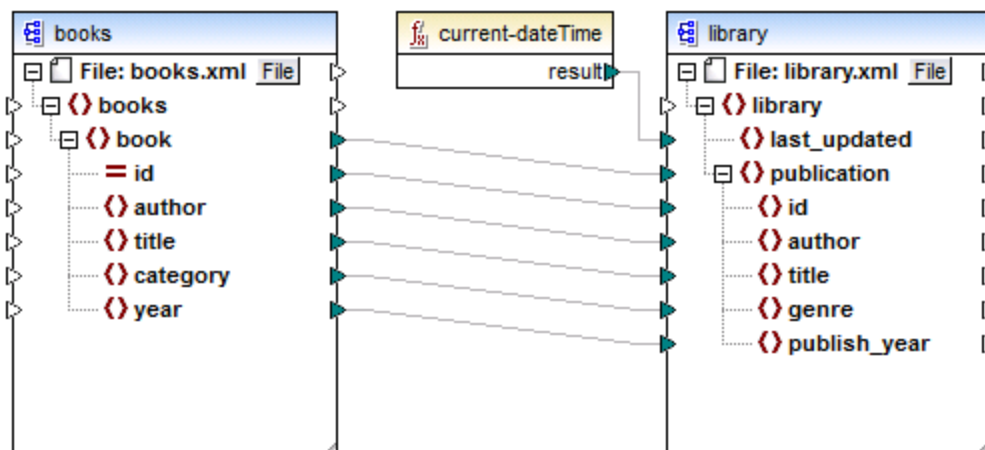 books
File: books.xml File
books
book
id
author
title
category
year
current-dateTime
result
library
File: library.xml File
library
last_updated
publication
id
author
title
genre
publish_year